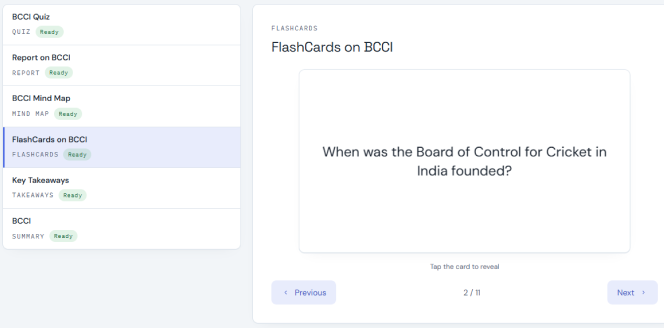 BCCI Quiz
QUIZ Ready
Report on BCCI
REPORT Ready
BCCI Mind Map
MIND MAP Ready
FlashCards on BCCI
FLASHCARDS Ready
Key Takeaways
TAKEAWAYS Ready
BCCI
SUMMARY Ready
FLASHCARDS
FlashCards on BCCI
When was the Board of Control for Cricket in
India founded?
Tap the card to reveal
‹ Previous
2 / 11
Next ›